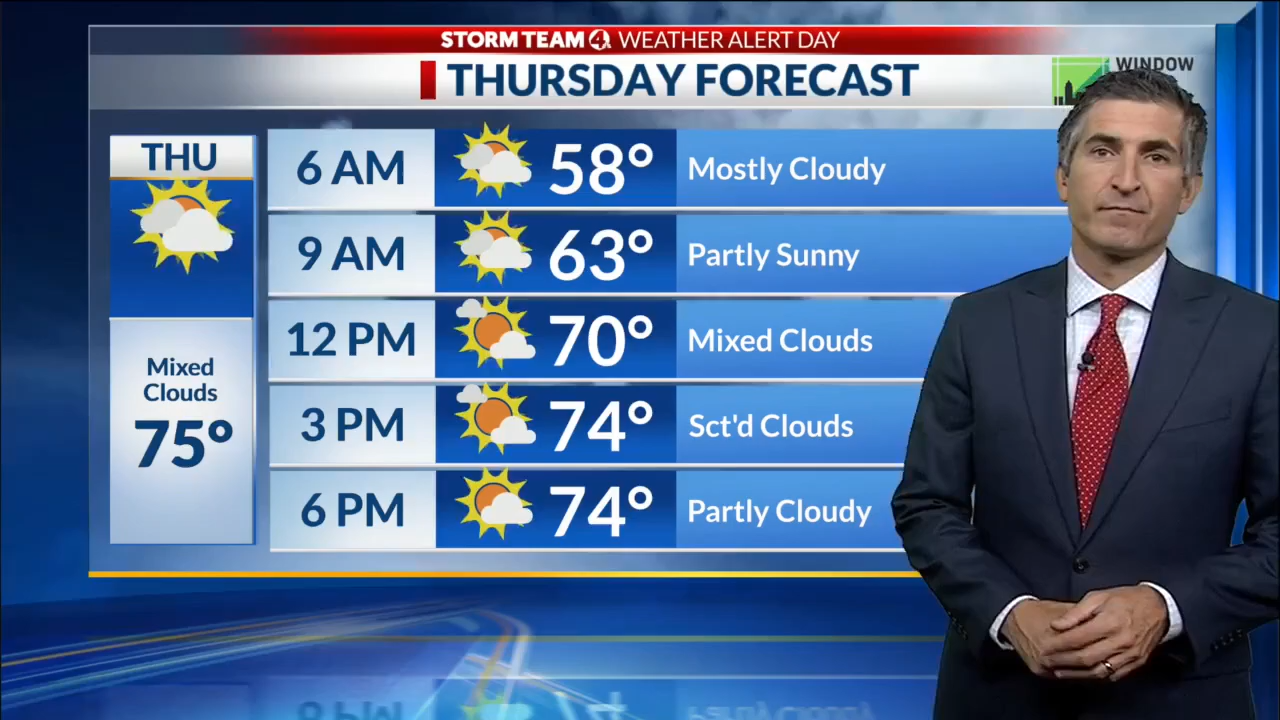 STORM TEAM 4 WEATHER ALERT DAY
THURSDAY FORECAST
WINDOW
THU
Mixed
Clouds
75°
6 AM 58° Mostly Cloudy
9 AM 63° Partly Sunny
12 PM 70° Mixed Clouds
3 PM 74° Sct'd Clouds
6 PM 74° Partly Cloudy